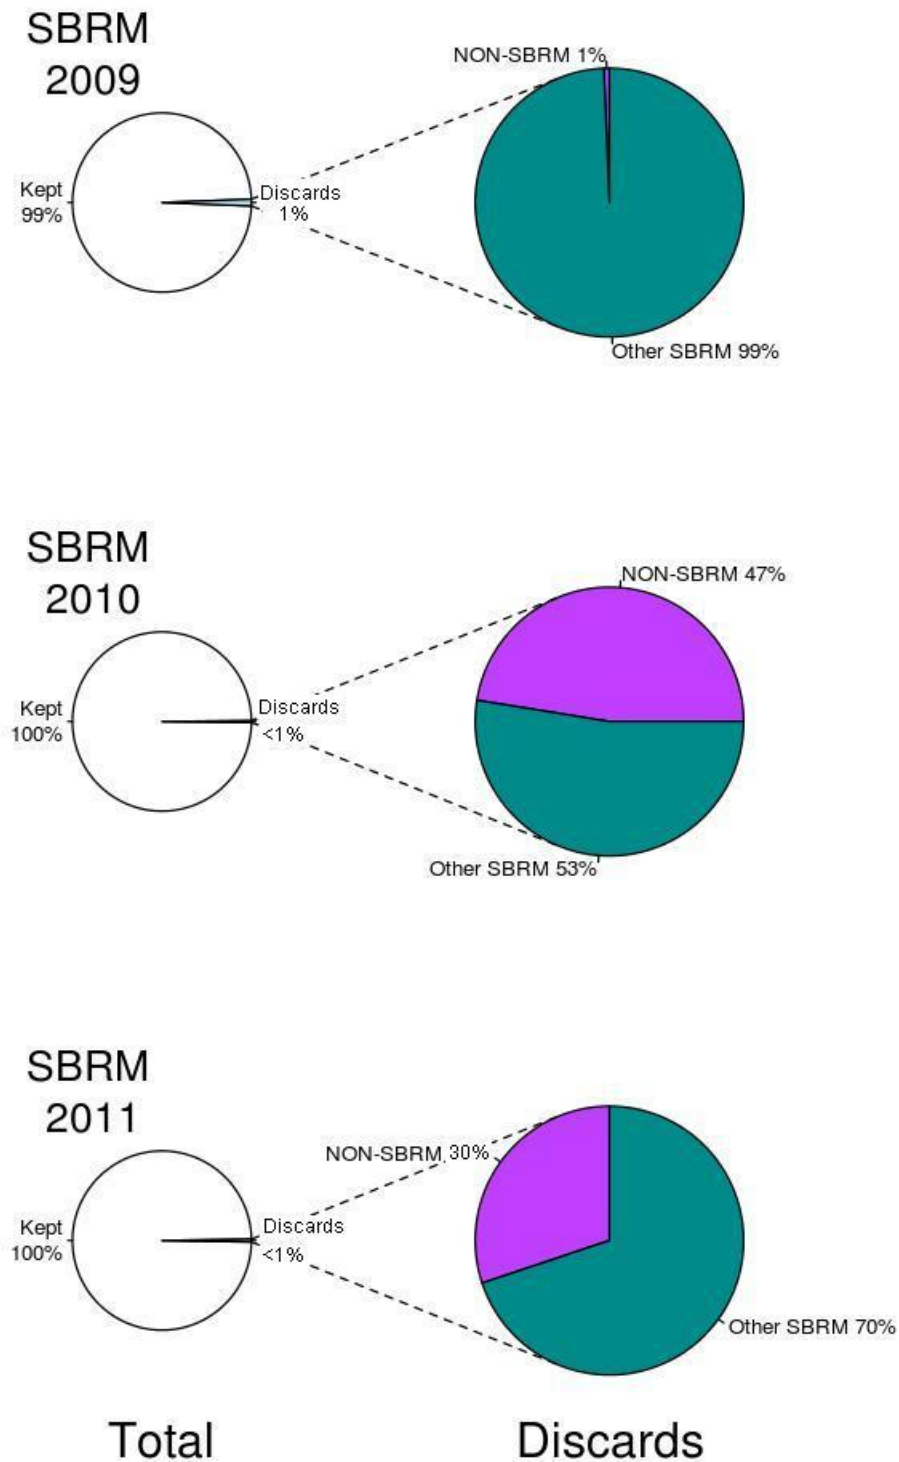 SBRM
2009
NON-SBRM 1%
Kept
99%
Discards
1%
Other SBRM 99%
SBRM
2010
NON-SBRM 47%
Kept
100%
Discards
<1%
Other SBRM 53%
SBRM
2011
NON-SBRM 30%
Kept
100%
Discards
<1%
Other SBRM 70%
Total
Discards